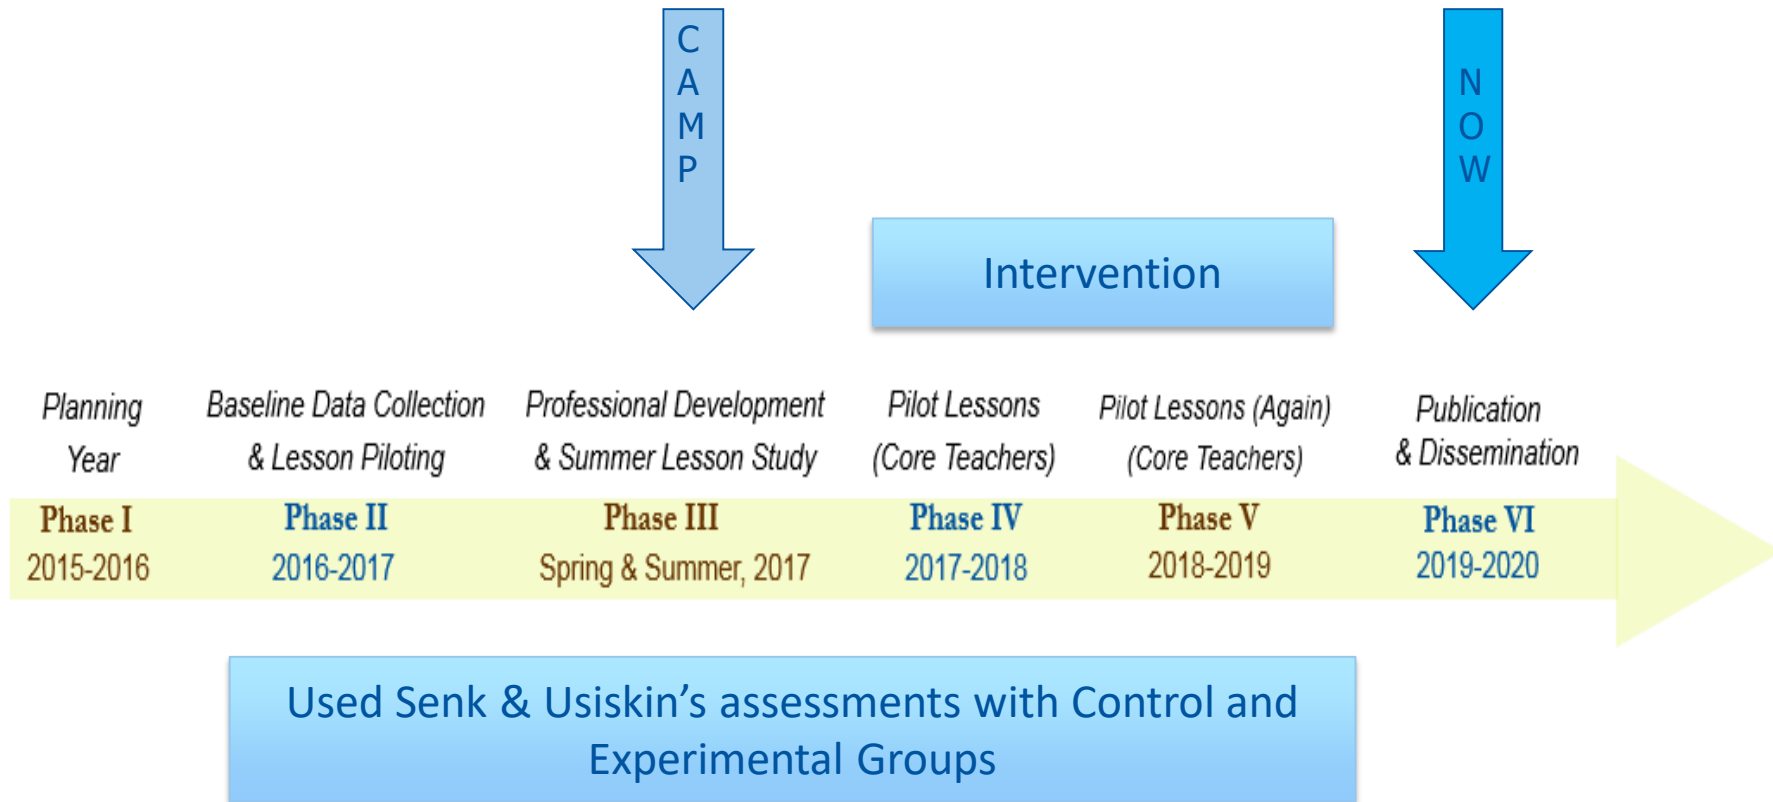 C
A
M
P
N
O
W
Intervention
Planning
Year
Baseline Data Collection
& Lesson Piloting
Professional Development
& Summer Lesson Study
Pilot Lessons
(Core Teachers)
Pilot Lessons (Again)
(Core Teachers)
Publication
& Dissemination
Phase I
2015-2016
Phase II
2016-2017
Phase III
Spring & Summer, 2017
Phase IV
2017-2018
Phase V
2018-2019
Phase VI
2019-2020
Used Senk & Usiskin’s assessments with Control and
Experimental Groups